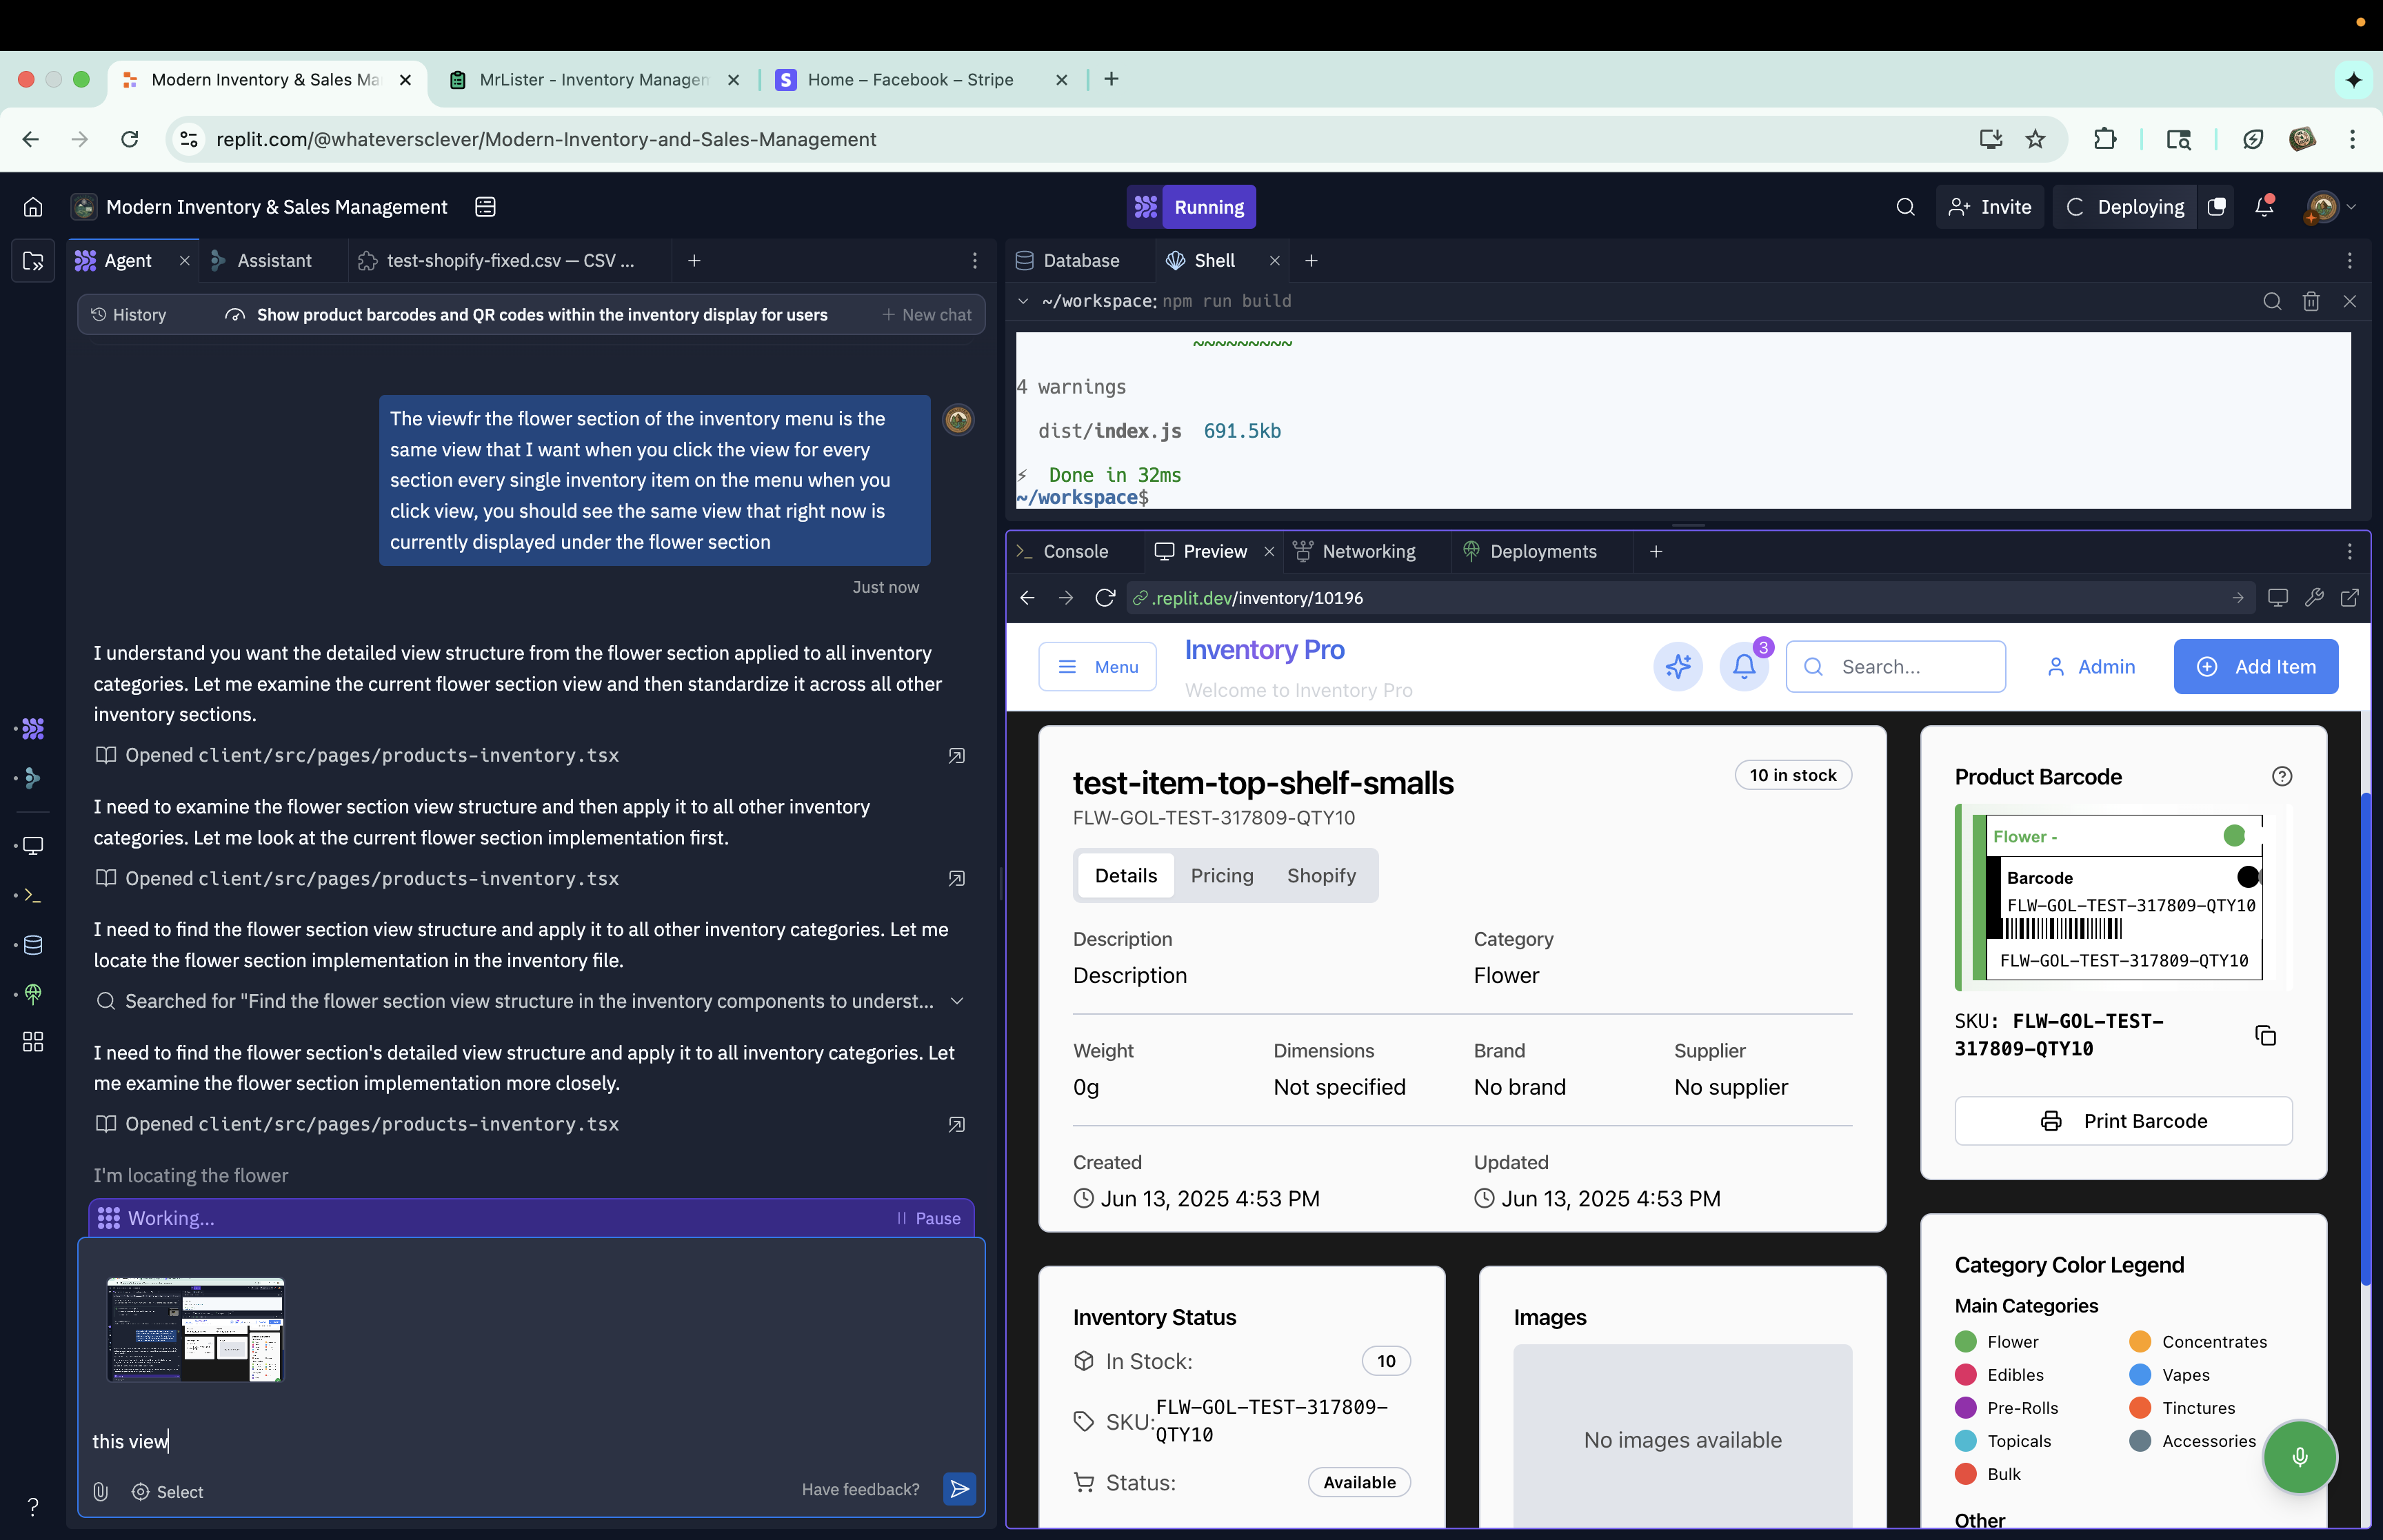 Modern Inventory & Sales Ma
MrLister - Inventory Managem
Home – Facebook – Stripe
replit.com/@whateversclever/Modern-Inventory-and-Sales-Management
Modern Inventory & Sales Management
Running
Invite
Deploying
Agent
Assistant
test-shopify-fixed.csv — CSV ...
History
Show product barcodes and QR codes within the inventory display for users
New chat
The viewfr the flower section of the inventory menu is the
same view that I want when you click the view for every
section every single inventory item on the menu when you
click view, you should see the same view that right now is
currently displayed under the flower section
Just now
I understand you want the detailed view structure from the flower section applied to all inventory
categories. Let me examine the current flower section view and then standardize it across all other
inventory sections.
Opened client/src/pages/products-inventory.tsx
I need to examine the flower section view structure and then apply it to all other inventory
categories. Let me look at the current flower section implementation first.
Opened client/src/pages/products-inventory.tsx
I need to find the flower section view structure and apply it to all other inventory categories. Let me
locate the flower section implementation in the inventory file.
Searched for "Find the flower section view structure in the inventory components to underst...
I need to find the flower section's detailed view structure and apply it to all inventory categories. Let
me examine the flower section implementation more closely.
Opened client/src/pages/products-inventory.tsx
I'm locating the flower
Working...
Pause
this view
Select
Have feedback?
?
Database
Shell
~/workspace: npm run build
~~~~~~~~~
4 warnings
dist/index.js 691.5kb
⚡ Done in 32ms
~/workspace$
Console
Preview
Networking
Deployments
.replit.dev/inventory/10196
Menu
Inventory Pro
Welcome to Inventory Pro
3
Search...
Admin
Add Item
test-item-top-shelf-smalls
10 in stock
FLW-GOL-TEST-317809-QTY10
Details
Pricing
Shopify
Description
Category
Description
Flower
Weight
Dimensions
Brand
Supplier
0g
Not specified
No brand
No supplier
Created
Updated
Jun 13, 2025 4:53 PM
Jun 13, 2025 4:53 PM
Inventory Status
In Stock:
10
SKU:
FLW-GOL-TEST-317809-
QTY10
Status:
Available
Images
No images available
Product Barcode
Flower -
Barcode
FLW-GOL-TEST-317809-QTY10
FLW-GOL-TEST-317809-QTY10
SKU: FLW-GOL-TEST-
317809-QTY10
Print Barcode
Category Color Legend
Main Categories
Flower
Concentrates
Edibles
Vapes
Pre-Rolls
Tinctures
Topicals
Accessories
Bulk
Other